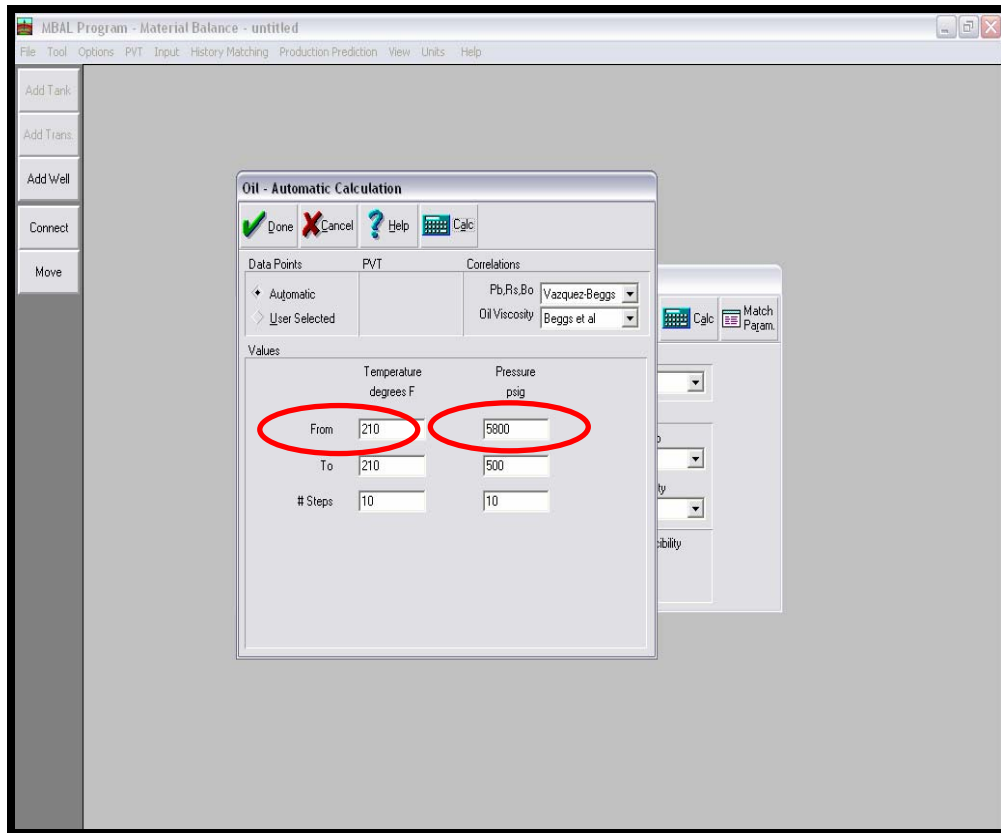 MBAL Program - Material Balance - untitled
File Tool Options PVT Input History Matching Production Prediction View Units Help
Add Tank
Add Trans.
Add Well
Connect
Move
Oil - Automatic Calculation
Done Cancel Help Calc
Data Points PVT Correlations
Automatic
User Selected
Pb,Rs,Bo Vazquez-Beggs
Oil Viscosity Beggs et al
Values
Temperature Pressure
degrees F psig
From 210 5800
To 210 500
# Steps 10 10
Calc Match Param.
ty
cibility